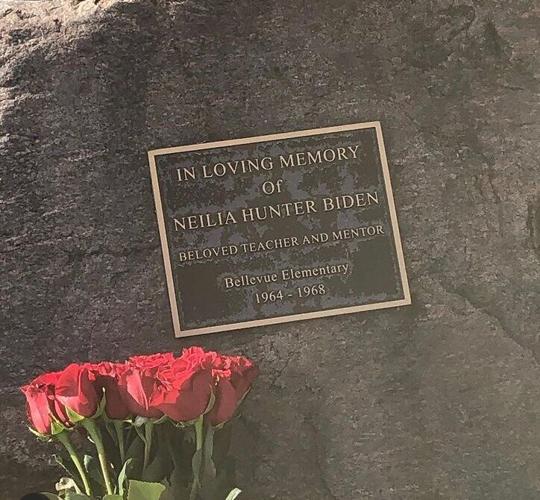 IN LOVING MEMORY
Of
NEILIA HUNTER BIDEN
BELOVED TEACHER AND MENTOR
Bellevue Elementary
1964 - 1968